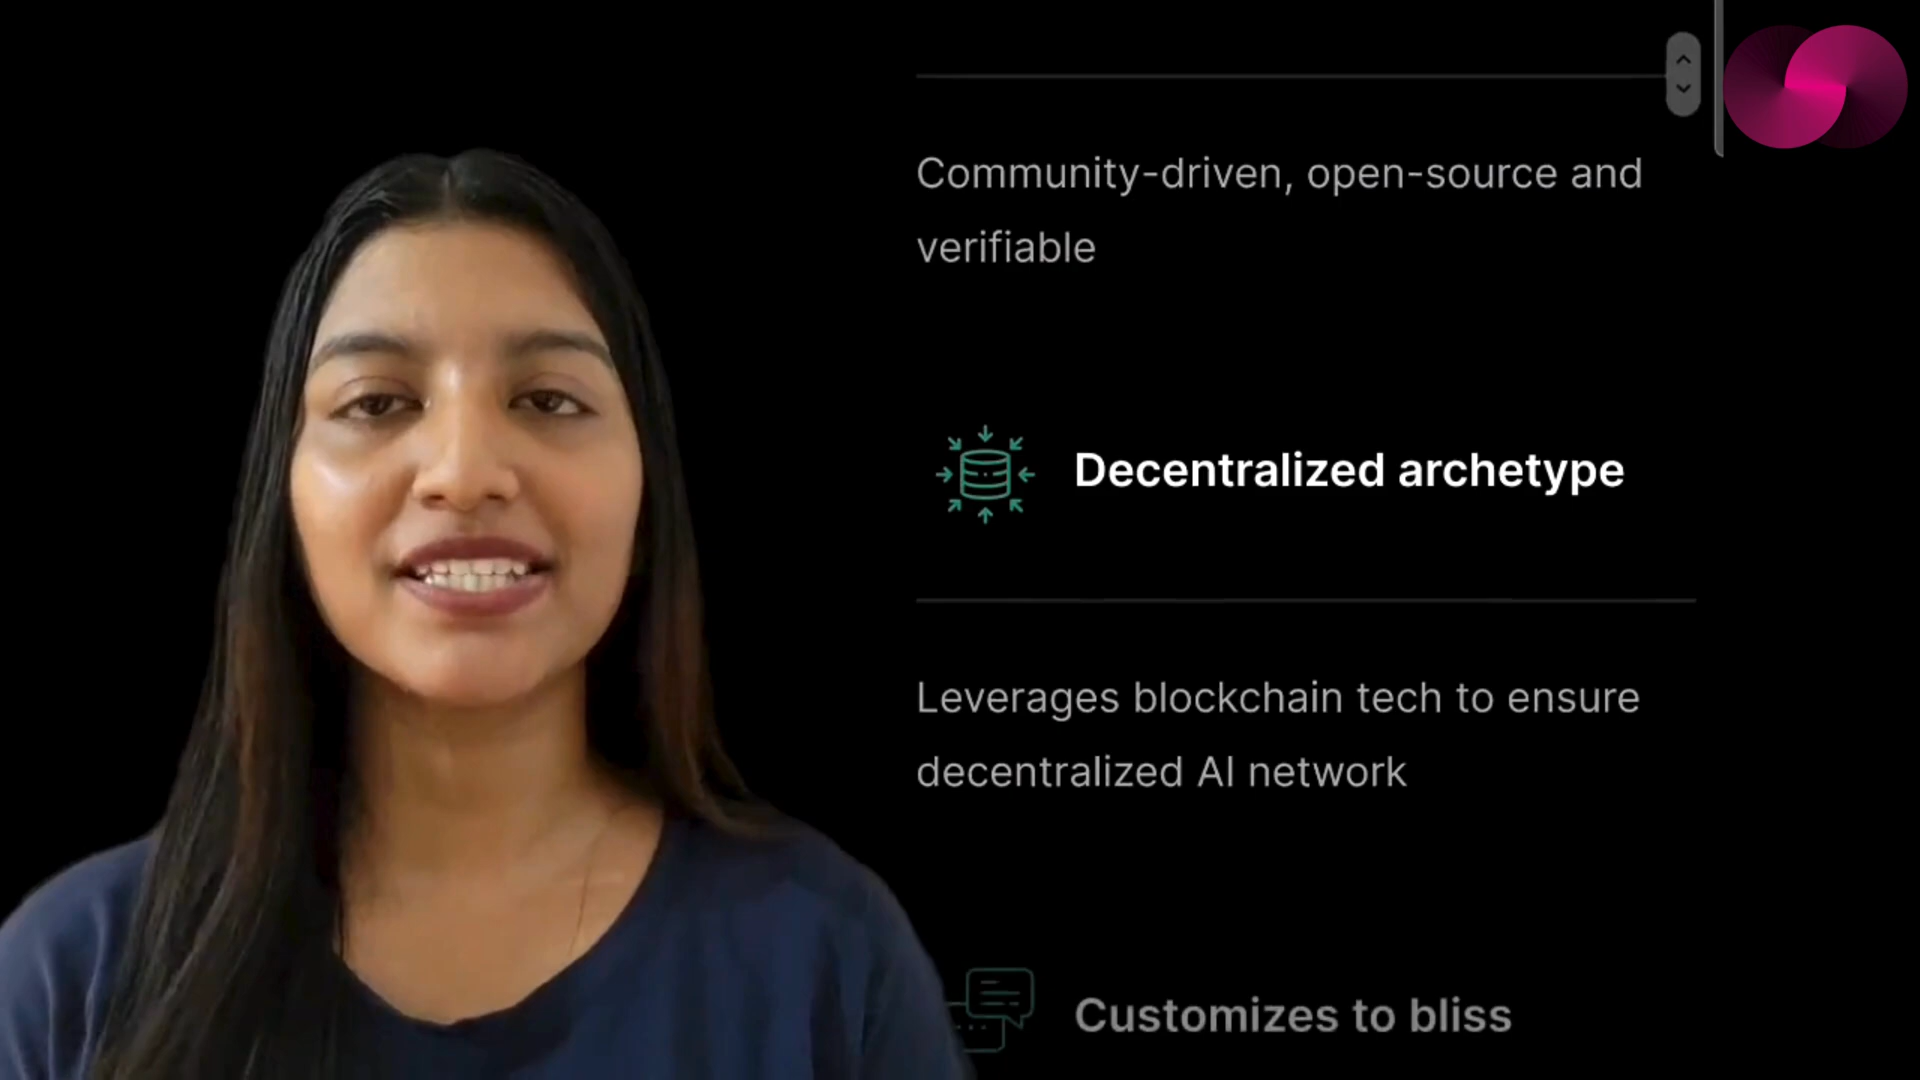 Community-driven, open-source and
verifiable
Decentralized archetype
Leverages blockchain tech to ensure
decentralized AI network
Customizes to bliss